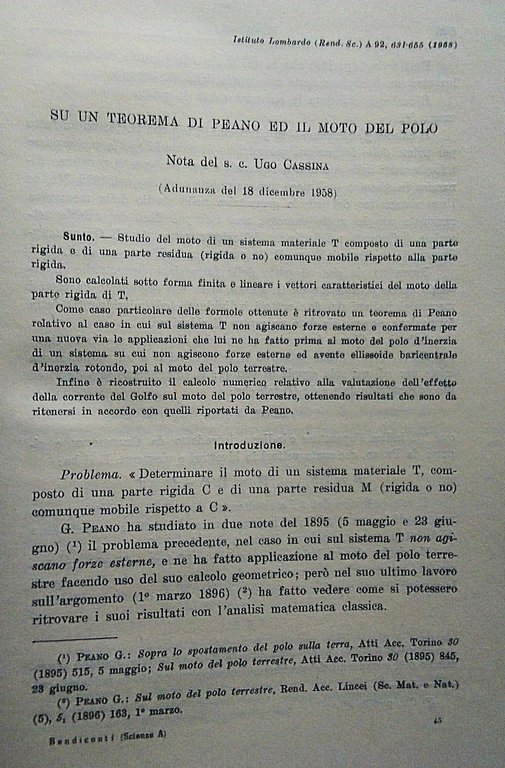 Istituto Lombardo (Rend. Sc.) A 92, 631-655 (1958)
SU UN TEOREMA DI PEANO ED IL MOTO DEL POLO
Nota del s. c. UGO CASSINA
(Adunanza del 18 dicembre 1958)
Sunto. — Studio del moto di un sistema materiale T composto di una parte
rigida e di una parte residua (rigida o no) comunque mobile rispetto alla parte
rigida.
Sono calcolati sotto forma finita e lineare i vettori caratteristici del moto della
parte rigida di T.
Come caso particolare delle formole ottenute è ritrovato un teorema di Peano
relativo al caso in cui sul sistema T non agiscano forze esterne e confermate per
una nuova via le applicazioni che lui ne ha fatto prima al moto del polo d'inerzia
di un sistema su cui non agiscono forze esterne ed avente ellissoide baricentrale
d'inerzia rotondo, poi al moto del polo terrestre.
Infine è ricostruito il calcolo numerico relativo alla valutazione dell'effetto
della corrente del Golfo sul moto del polo terrestre, ottenendo risultati che sono da
ritenersi in accordo con quelli riportati da Peano.
Introduzione.
Problema. « Determinare il moto di un sistema materiale T, com-
posto di una parte rigida C e di una parte residua M (rigida o no)
comunque mobile rispetto a C ».
G. PEANO ha studiato in due note del 1895 (5 maggio e 23 giu-
gno) (¹) il problema precedente, nel caso in cui sul sistema T non agi-
scano forze esterne, e ne ha fatto applicazione al moto del polo terre-
stre facendo uso del suo calcolo geometrico; però nel suo ultimo lavoro
sull'argomento (1º marzo 1896) (²) ha fatto vedere come si potessero
ritrovare i suoi risultati con l'analisi matematica classica.
(¹) PEANO G.: Sopra lo spostamento del polo sulla terra, Atti Acc. Torino 30
(1895) 515, 5 maggio; Sul moto del polo terrestre, Atti Acc. Torino 30 (1895) 845,
23 giugno.
(²) PEANO G.: Sul moto del polo terrestre, Rend. Acc. Lincei (Sc. Mat. e Nat.)
(5), 5₁ (1896) 163, 1º marzo.
45
Rendiconti (Scienze A)